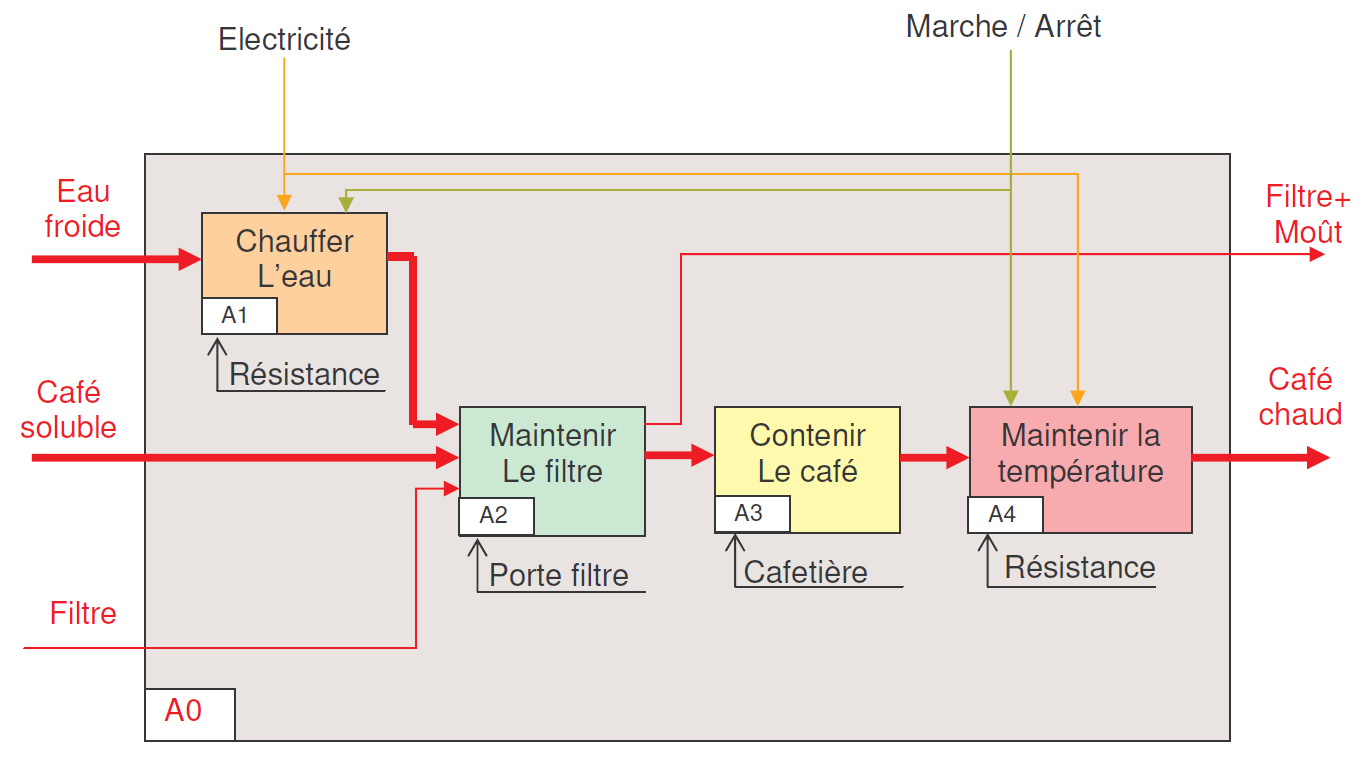 Electricité
Marche / Arrêt
Eau
froide
Filtre+
Moût
Chauffer
L'eau
A1
Résistance
Café
soluble
Café
chaud
Maintenir
Le filtre
A2
Porte filtre
Contenir
Le café
A3
Cafetière
Maintenir la
température
A4
Résistance
Filtre
A0